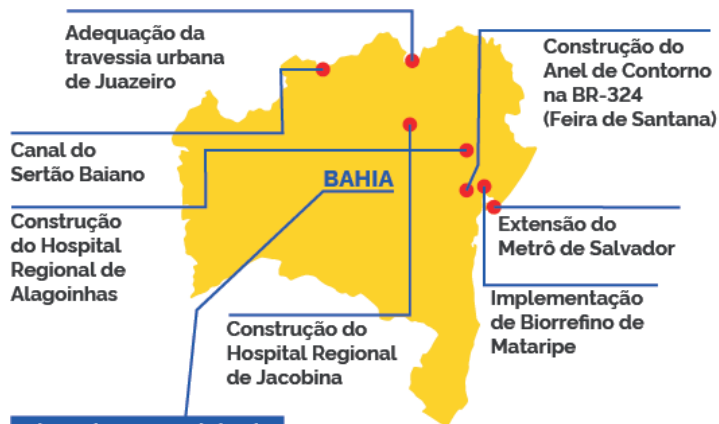 Adequação da
travessia urbana
de Juazeiro
Construção do
Anel de Contorno
na BR-324
(Feira de Santana)
Canal do
Sertão Baiano
BAHIA
Construção
do Hospital
Regional de
Alagoinhas
Extensão do
Metrô de Salvador
Implementação
de Biorrefino de
Mataripe
Construção do
Hospital Regional
de Jacobina